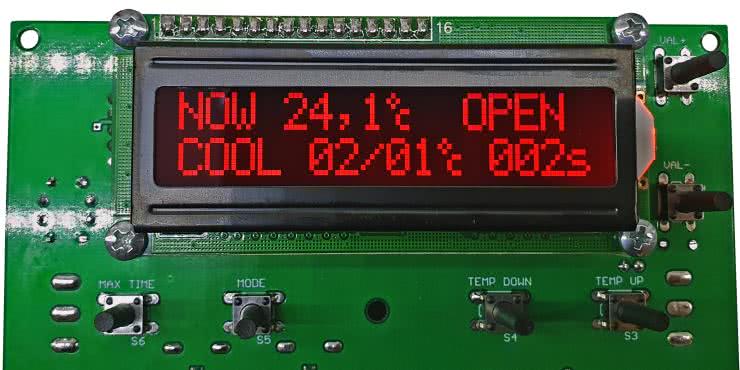 16
VAL+
NOW 24,1℃ OPEN
COOL 02/01℃ 002s
VAL-
MAX TIME
MODE
TEMP DOWN
TEMP UP
S6
S5
S4
S3